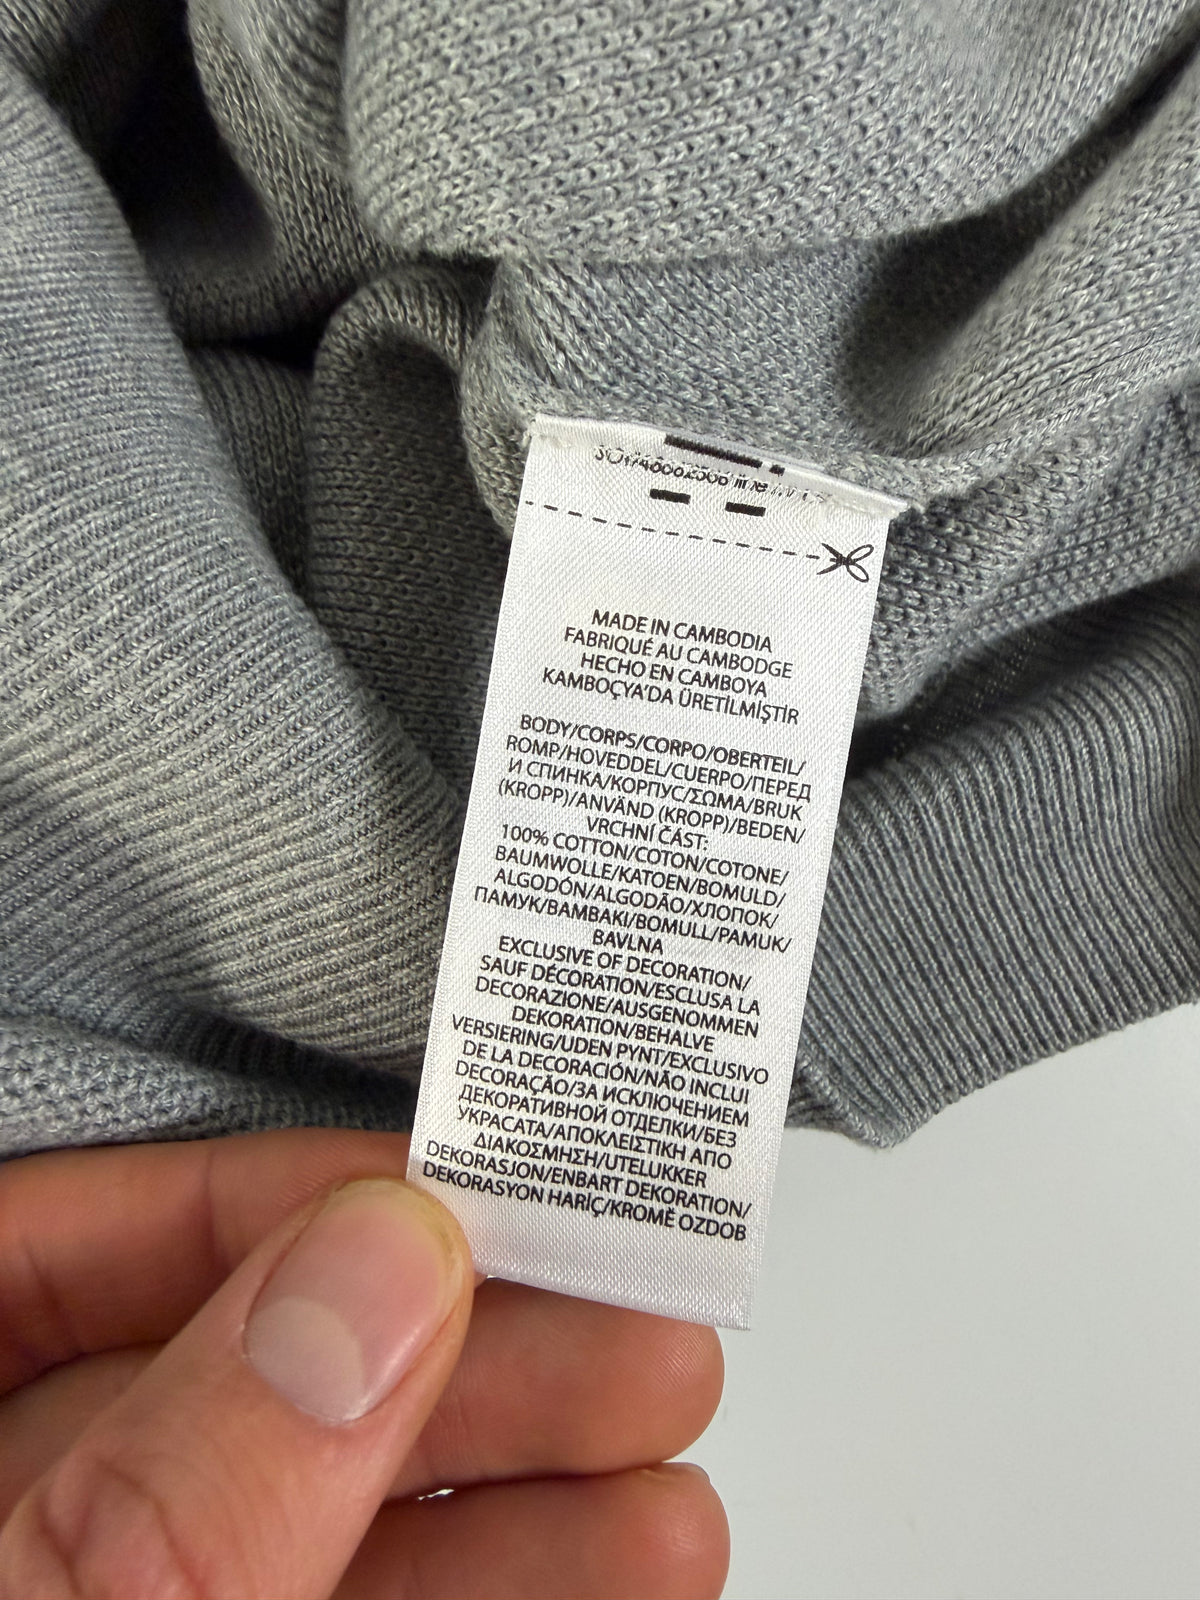 MADE IN CAMBODIA
FABRIQUÉ AU CAMBODGE
HECHO EN CAMBOYA
KAMBOÇYA'DA ÜRETİLMİŞTİR
BODY/CORPS/CORPO/OBERTEIL/
ROMP/HOVEDDEL/CUERPO/ПЕРЕД
И СПИНКА/КОРПУС/ΣΩΜΑ/BRUK
(KROPP)/ANVÄND (KROPP)/BEDEN/
VRCHNÍ ČÁST:
100% COTTON/COTON/COTONE/
BAUMWOLLE/KATOEN/BOMULD/
ALGODÓN/ALGODÃO/ХЛОПОК/
ПАМУК/ΒΑΜΒΑΚΙ/BOMULL/PAMUK/
BAVLNA
EXCLUSIVE OF DECORATION/
SAUF DÉCORATION/ESCLUSA LA
DECORAZIONE/AUSGENOMMEN
DEKORATION/BEHALVE
VERSIERING/UDEN PYNT/EXCLUSIVO
DE LA DECORACIÓN/NÃO INCLUI
DECORAÇÃO/ЗА ИСКЛЮЧЕНИЕМ
ДЕКОРАТИВНОЙ ОТДЕЛКИ/БЕЗ
УКРАСАТА/ΑΠΟΚΛΕΙΣΤΙΚΗ ΑΠΟ
ΔΙΑΚΟΣΜΗΣΗ/UTELUKKER
DEKORASJON/ENBART DEKORATION/
DEKORASYON HARİÇ/KROMĚ OZDOB